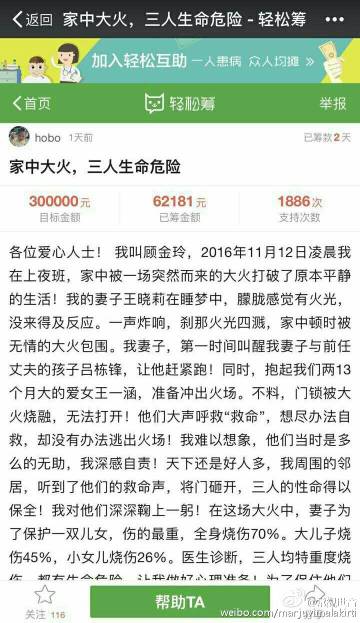 返回 家中大火，三人生命危险 - 轻松筹
加入轻松互助 一人患病 众人均摊 »
首页 轻松筹 举报
hobo 1天前 已筹款2天
家中大火，三人生命危险
300000元 62181元 1886次
目标金额 已筹金额 支持次数
各位爱心人士！ 我叫顾金玲，2016年11月12日凌晨我
在上夜班，家中被一场突然而来的大火打破了原本平静
的生活！我的妻子王晓莉在睡梦中，朦胧感觉有火光，
没来得及反应。一声炸响，刹那火光四溅，家中顿时被
无情的大火包围。我妻子，第一时间叫醒我妻子与前任
丈夫的孩子吕栋锋，让他赶紧跑！同时，抱起我们两13
个月大的爱女王一涵，准备冲出火场。不料，门锁被大
火烧融，无法打开！他们大声呼救“救命”，想尽办法自
救，却没有办法逃出火场！我难以想象，他们当时是多
么的无助，我深感自责！天下还是好人多，我周围的邻
居，听到了他们的救命声，将门砸开，三人的性命得以
保全！我对他们深深鞠上一躬！在这场大火中，妻子为
了保护一双儿女，伤的最重，全身烧伤70%。大儿子烧
伤45%，小女儿烧伤26%。医生诊断，三人均特重度烧
伤，都有生命危险，让我做好心理准备！为了保住他们
关注 116 帮助TA
weibo.com/marjuyimalakirti